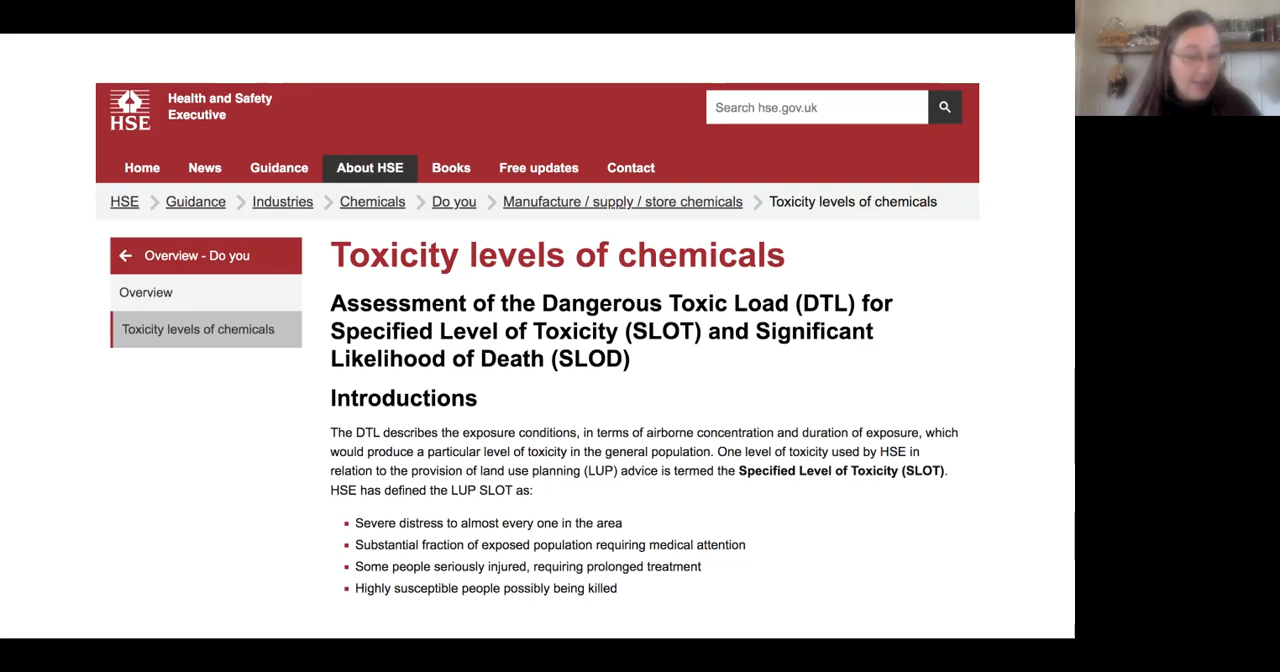 HSE
Health and Safety
Executive
Search hse.gov.uk
Home News Guidance About HSE Books Free updates Contact
HSE Guidance Industries Chemicals Do you Manufacture / supply / store chemicals Toxicity levels of chemicals
Overview - Do you
Overview
Toxicity levels of chemicals
Toxicity levels of chemicals
Assessment of the Dangerous Toxic Load (DTL) for
Specified Level of Toxicity (SLOT) and Significant
Likelihood of Death (SLOD)
Introductions
The DTL describes the exposure conditions, in terms of airborne concentration and duration of exposure, which
would produce a particular level of toxicity in the general population. One level of toxicity used by HSE in
relation to the provision of land use planning (LUP) advice is termed the Specified Level of Toxicity (SLOT).
HSE has defined the LUP SLOT as:
Severe distress to almost every one in the area
Substantial fraction of exposed population requiring medical attention
Some people seriously injured, requiring prolonged treatment
Highly susceptible people possibly being killed